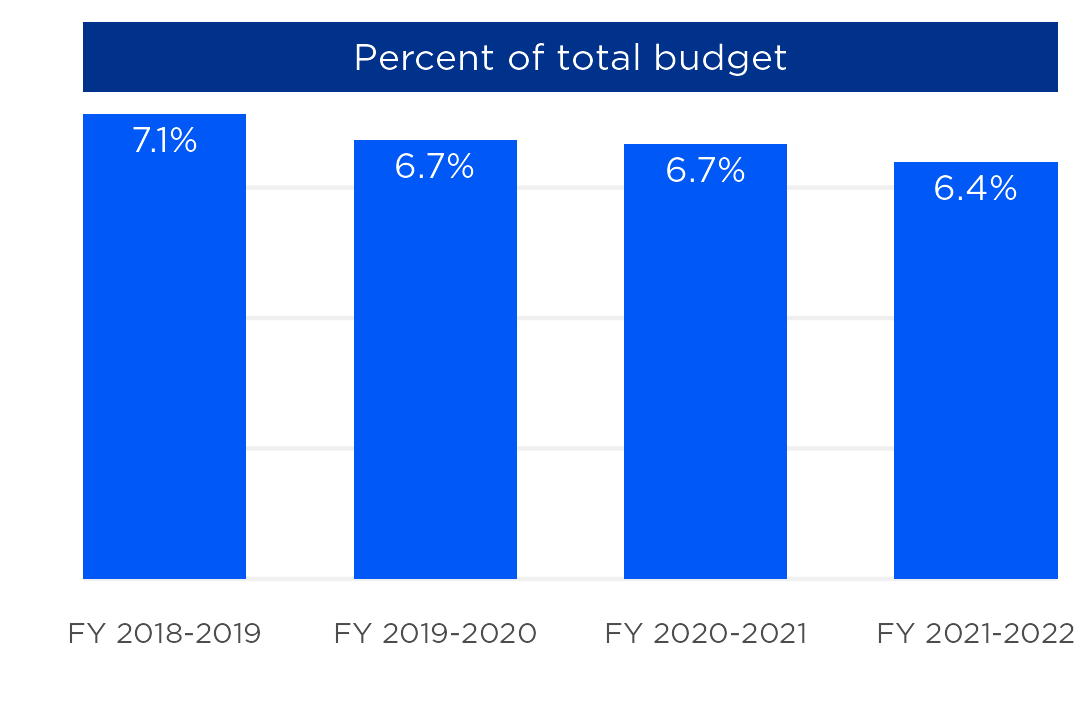 Percent of total budget
7.1%
6.7%
6.7%
6.4%
FY 2018-2019
FY 2019-2020
FY 2020-2021
FY 2021-2022